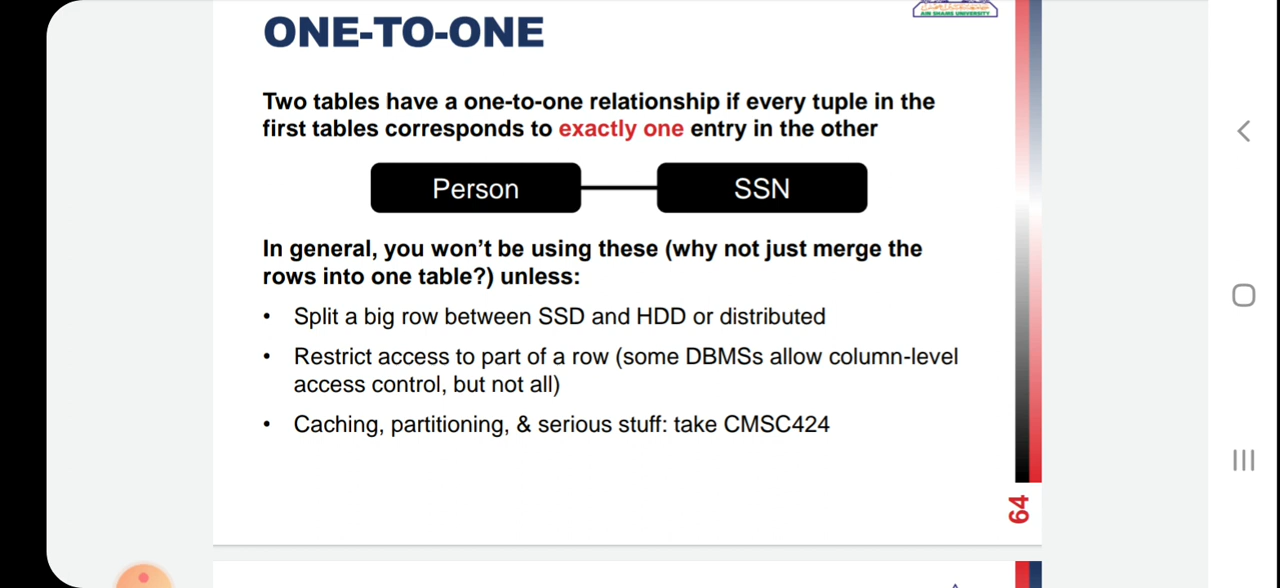 AIN SHAMS UNIVERSITY
ONE-TO-ONE
Two tables have a one-to-one relationship if every tuple in the
first tables corresponds to exactly one entry in the other
Person
SSN
In general, you won't be using these (why not just merge the
rows into one table?) unless:
• Split a big row between SSD and HDD or distributed
• Restrict access to part of a row (some DBMSs allow column-level
access control, but not all)
• Caching, partitioning, & serious stuff: take CMSC424
64